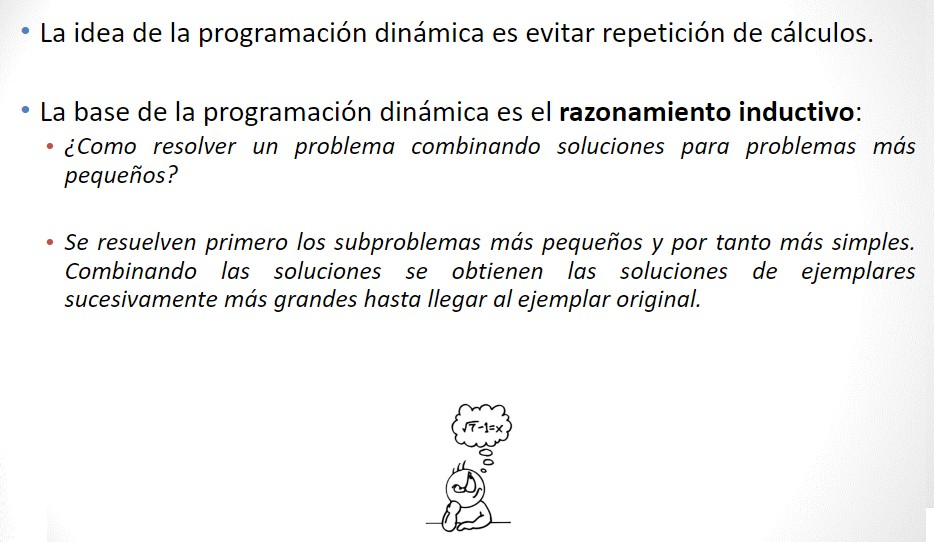 • La idea de la programación dinámica es evitar repetición de cálculos.
• La base de la programación dinámica es el razonamiento inductivo:
• ¿Como resolver un problema combinando soluciones para problemas más
pequeños?
• Se resuelven primero los subproblemas más pequeños y por tanto más simples.
Combinando las soluciones se obtienen las soluciones de ejemplares
sucesivamente más grandes hasta llegar al ejemplar original.
√7-1=x